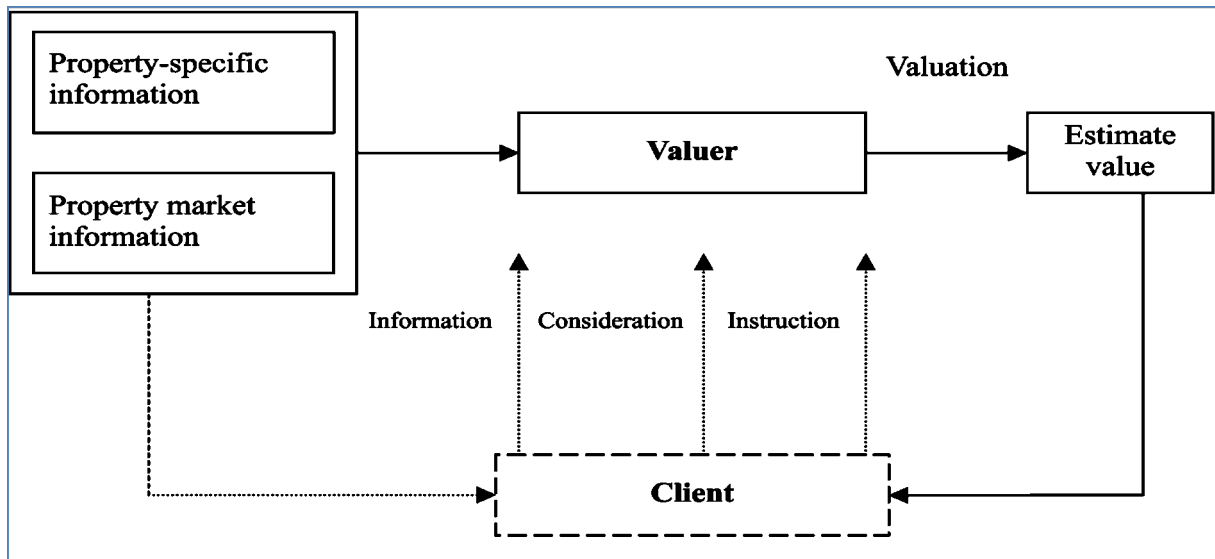 Property-specific
information
Valuation
Valuer
Estimate
value
Property market
information
Information
Consideration
Instruction
Client